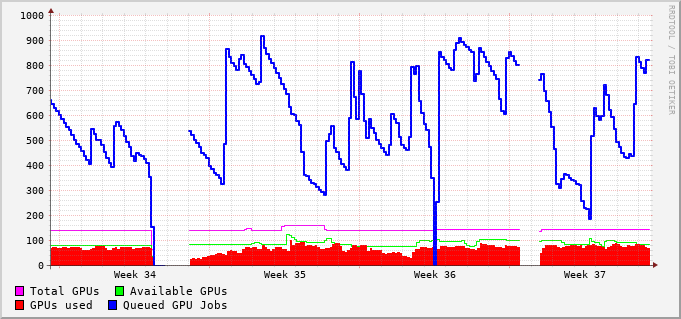 1000
900
800
700
600
500
400
300
200
100
0
Week 34 Week 35 Week 36 Week 37
Total GPUs Available GPUs
GPUs used Queued GPU Jobs
RRDTOOL / TOBI OETIKER